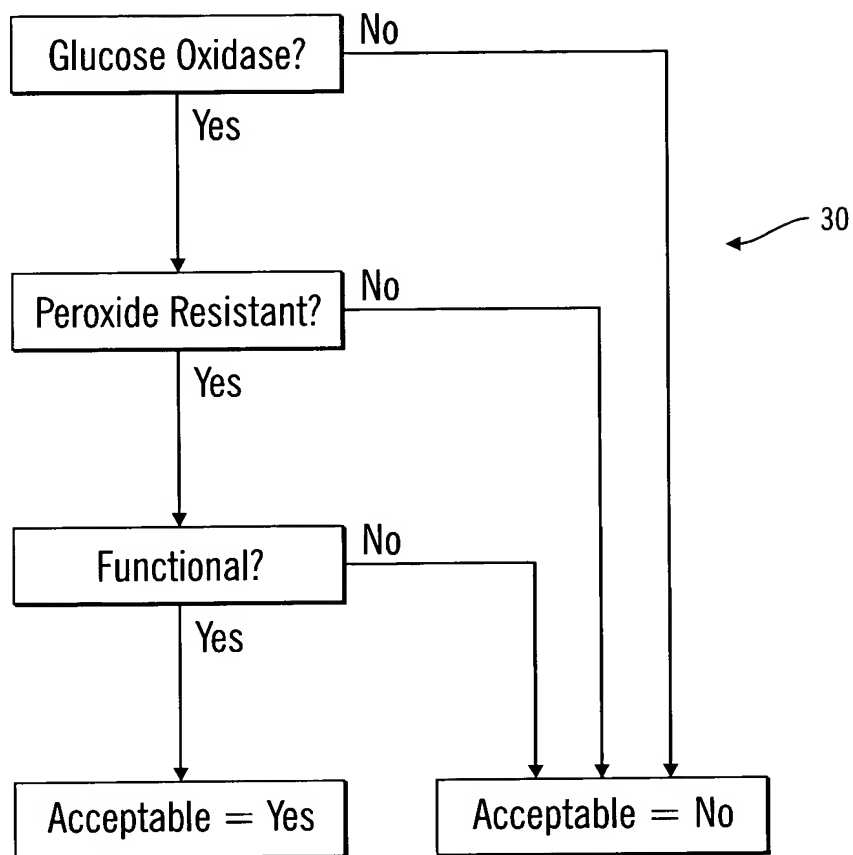 Glucose Oxidase?
No
Yes
30
Peroxide Resistant?
No
Yes
Functional?
No
Yes
Acceptable = Yes
Acceptable = No